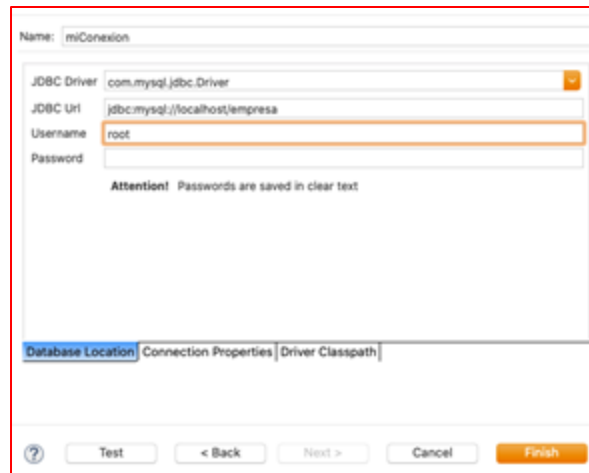 Name: miConexion
JDBC Driver com.mysql.jdbc.Driver
JDBC Url jdbc:mysql://localhost/empresa
Username root
Password
Attention! Passwords are saved in clear text
Database Location Connection Properties Driver Classpath
? Test < Back Next > Cancel Finish